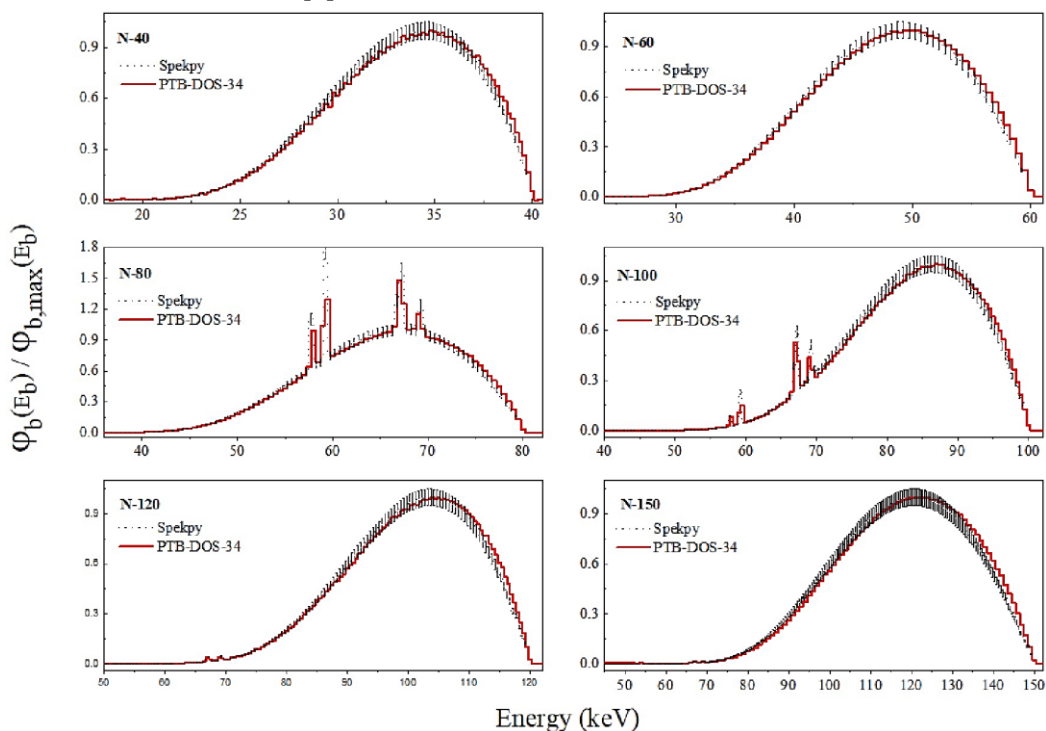 N-40
Spekpy
PTB-DOS-34
0.9
0.6
0.3
0.0
20 25 30 35 40
N-60
Spekpy
PTB-DOS-34
0.9
0.6
0.3
0.0
30 40 50 60
φb(Eb) / φb,max(Eb)
N-80
Spekpy
PTB-DOS-34
1.8
1.5
1.2
0.9
0.6
0.3
0.0
40 50 60 70 80
N-100
Spekpy
PTB-DOS-34
0.9
0.6
0.3
0.0
40 50 60 70 80 90 100
N-120
Spekpy
PTB-DOS-34
0.9
0.6
0.3
0.0
50 60 70 80 90 100 110 120
N-150
Spekpy
PTB-DOS-34
0.9
0.6
0.3
0.0
50 60 70 80 90 100 110 120 130 140 150
Energy (keV)